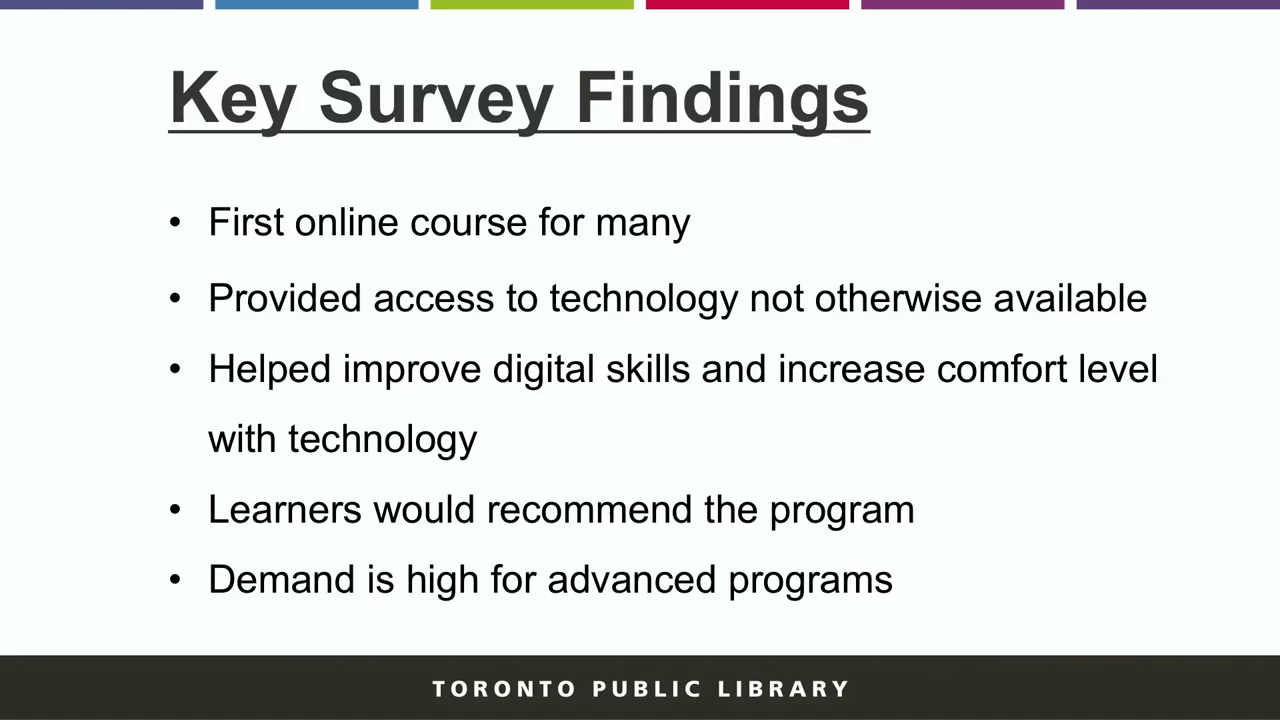 Key Survey Findings
• First online course for many
• Provided access to technology not otherwise available
• Helped improve digital skills and increase comfort level
with technology
• Learners would recommend the program
• Demand is high for advanced programs
TORONTO PUBLIC LIBRARY